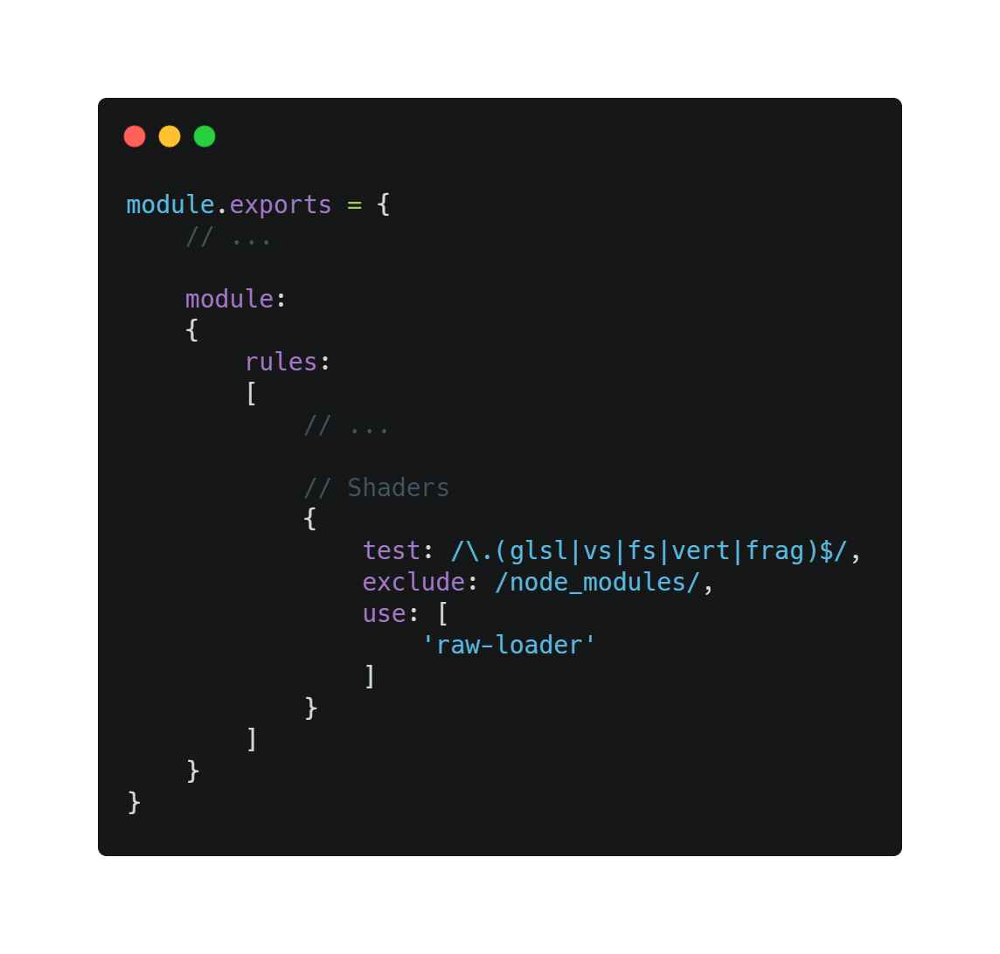 module.exports = {
    // ...

    module:
    {
        rules:
        [
            // ...

            // Shaders
            {
                test: /\.(glsl|vs|fs|vert|frag)$/,
                exclude: /node_modules/,
                use: [
                    'raw-loader'
                ]
            }
        ]
    }
}